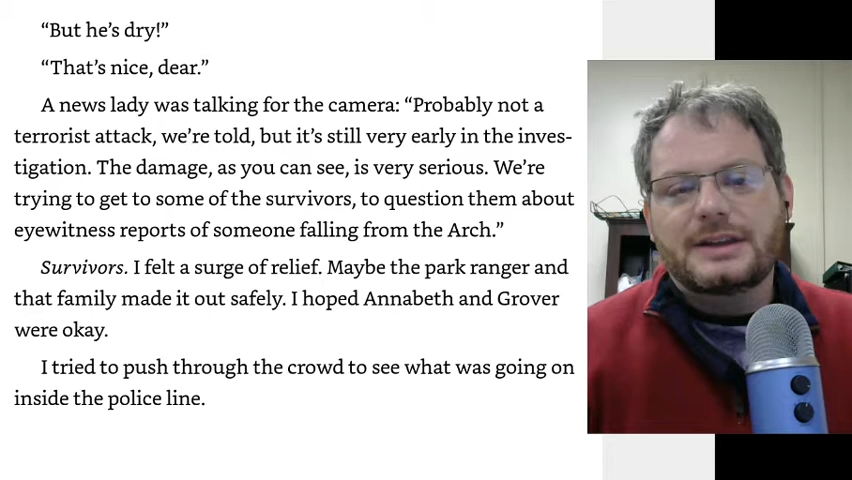 “But he’s dry!”
“That’s nice, dear.”
A news lady was talking for the camera: “Probably not a
terrorist attack, we’re told, but it’s still very early in the inves-
tigation. The damage, as you can see, is very serious. We’re
trying to get to some of the survivors, to question them about
eyewitness reports of someone falling from the Arch.”
Survivors. I felt a surge of relief. Maybe the park ranger and
that family made it out safely. I hoped Annabeth and Grover
were okay.
I tried to push through the crowd to see what was going on
inside the police line.